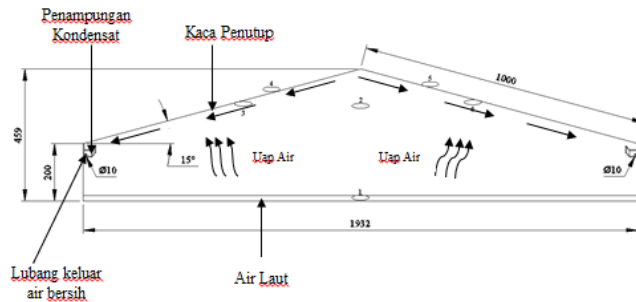 Penampungan
Kondensat
Kaca Penutup
1000
4
5
3
2
6
459
200
15°
Ø10
Uap Air
Uap Air
Ø10
1
1932
Lubang keluar
air bersih
Air Laut